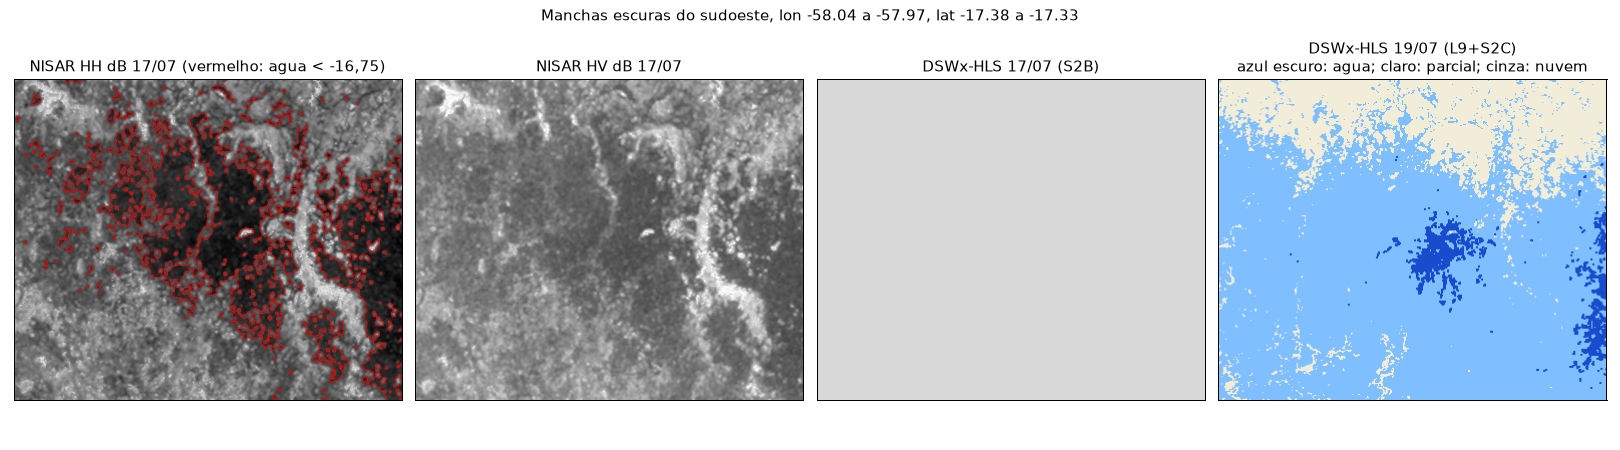 Manchas escuras do sudoeste, lon -58.04 a -57.97, lat -17.38 a -17.33
NISAR HH dB 17/07 (vermelho: agua < -16,75)
NISAR HV dB 17/07
DSWx-HLS 17/07 (S2B)
DSWx-HLS 19/07 (L9+S2C)
azul escuro: agua; claro: parcial; cinza: nuvem